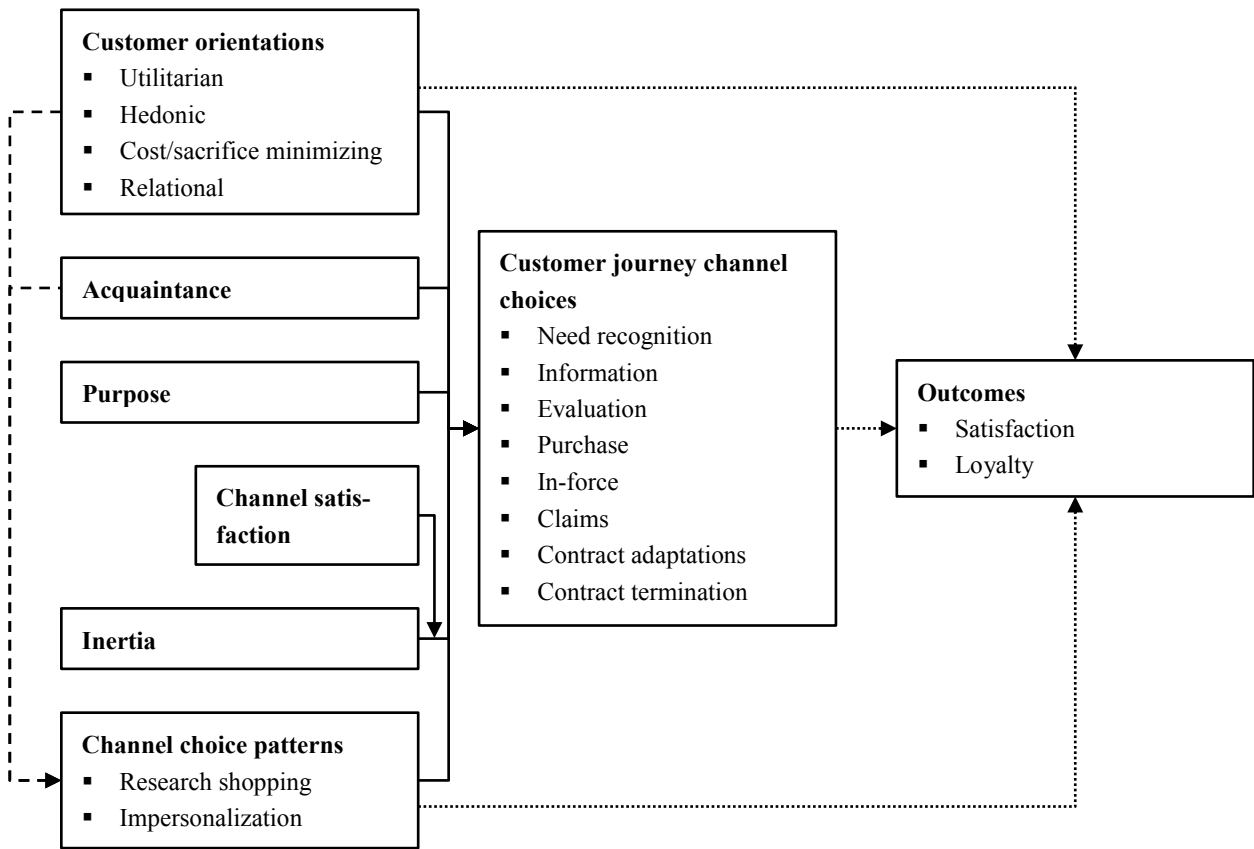 Customer orientations
▪ Utilitarian
▪ Hedonic
▪ Cost/sacrifice minimizing
▪ Relational
Acquaintance
Purpose
Channel satis-
faction
Inertia
Channel choice patterns
▪ Research shopping
▪ Impersonalization
Customer journey channel
choices
▪ Need recognition
▪ Information
▪ Evaluation
▪ Purchase
▪ In-force
▪ Claims
▪ Contract adaptations
▪ Contract termination
Outcomes
▪ Satisfaction
▪ Loyalty